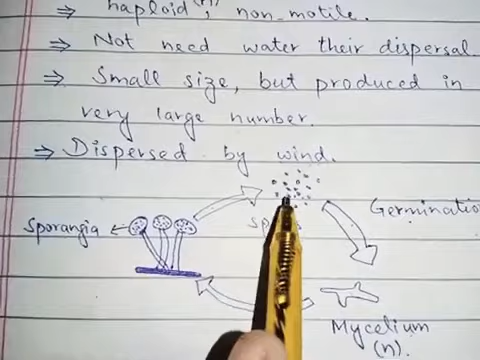 ⇒ haploid (n), non-motile.
⇒ Not need water their dispersal.
⇒ Small size, but produced in
very large number.
⇒ Dispersed by wind.
Sporangia
Germinatio
Mycelium
(n).